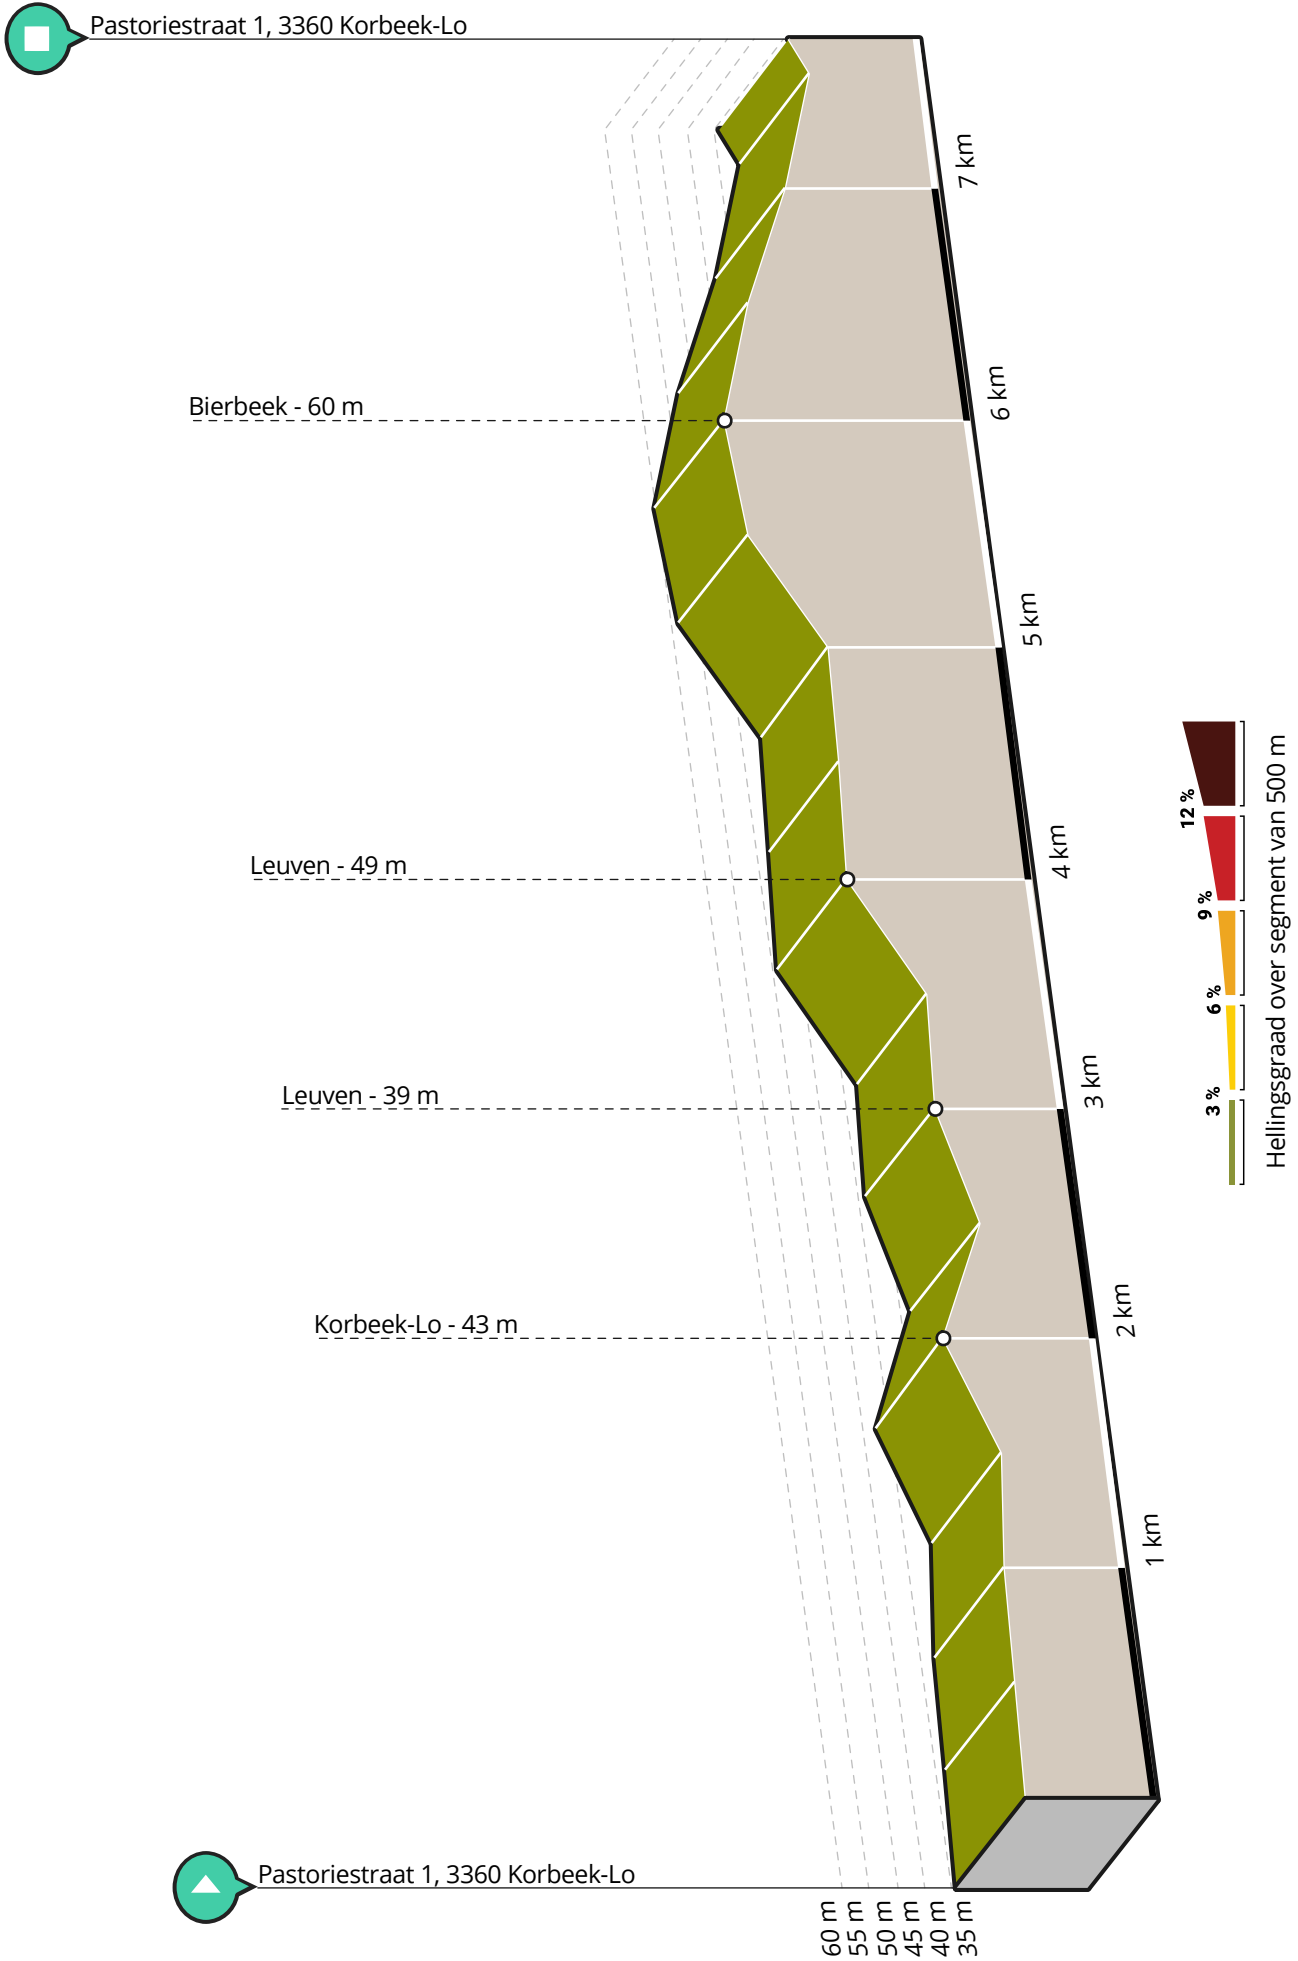 Pastoriestraat 1, 3360 Korbeek-Lo
7 km
Bierbeek - 60 m
6 km
5 km
Leuven - 49 m
4 km
Leuven - 39 m
3 km
Korbeek-Lo - 43 m
2 km
1 km
Pastoriestraat 1, 3360 Korbeek-Lo
60 m
55 m
50 m
45 m
40 m
35 m
3 %
6 %
9 %
12 %
Hellingsgraad over segment van 500 m